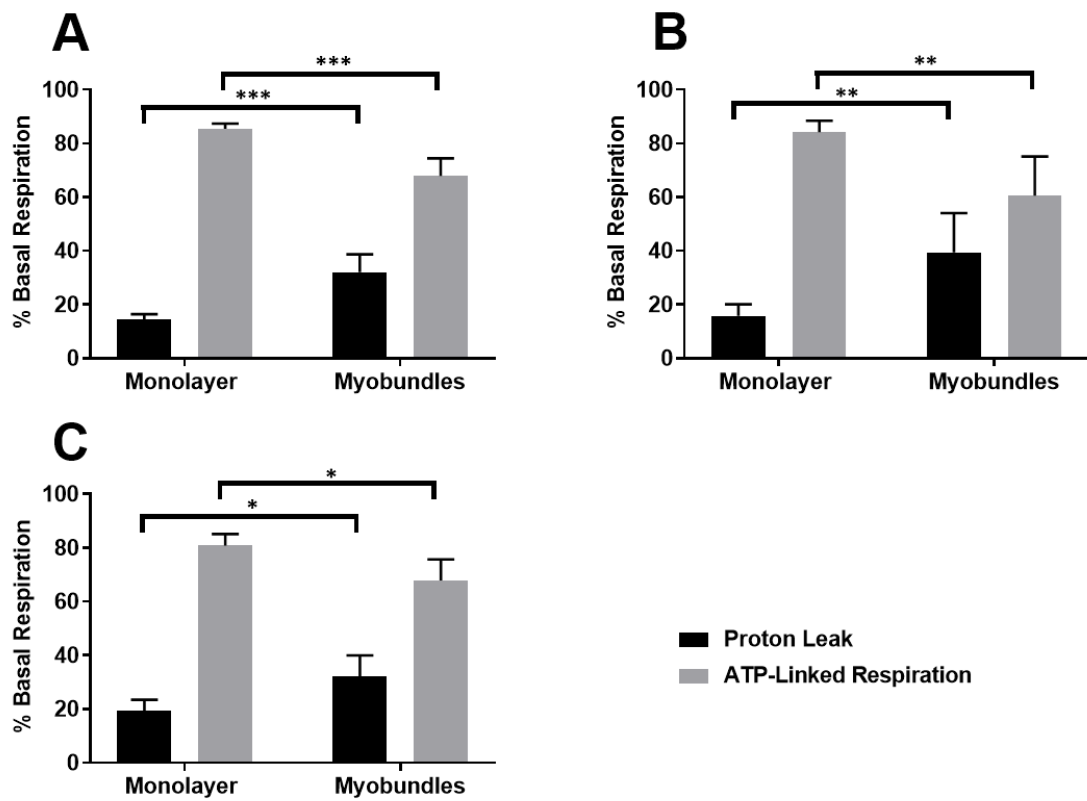 A
***
***
100
80
60
40
20
0
% Basal Respiration
Monolayer
Myobundles
B
**
**
100
80
60
40
20
0
% Basal Respiration
Monolayer
Myobundles
C
*
*
100
80
60
40
20
0
% Basal Respiration
Monolayer
Myobundles
Proton Leak
ATP-Linked Respiration